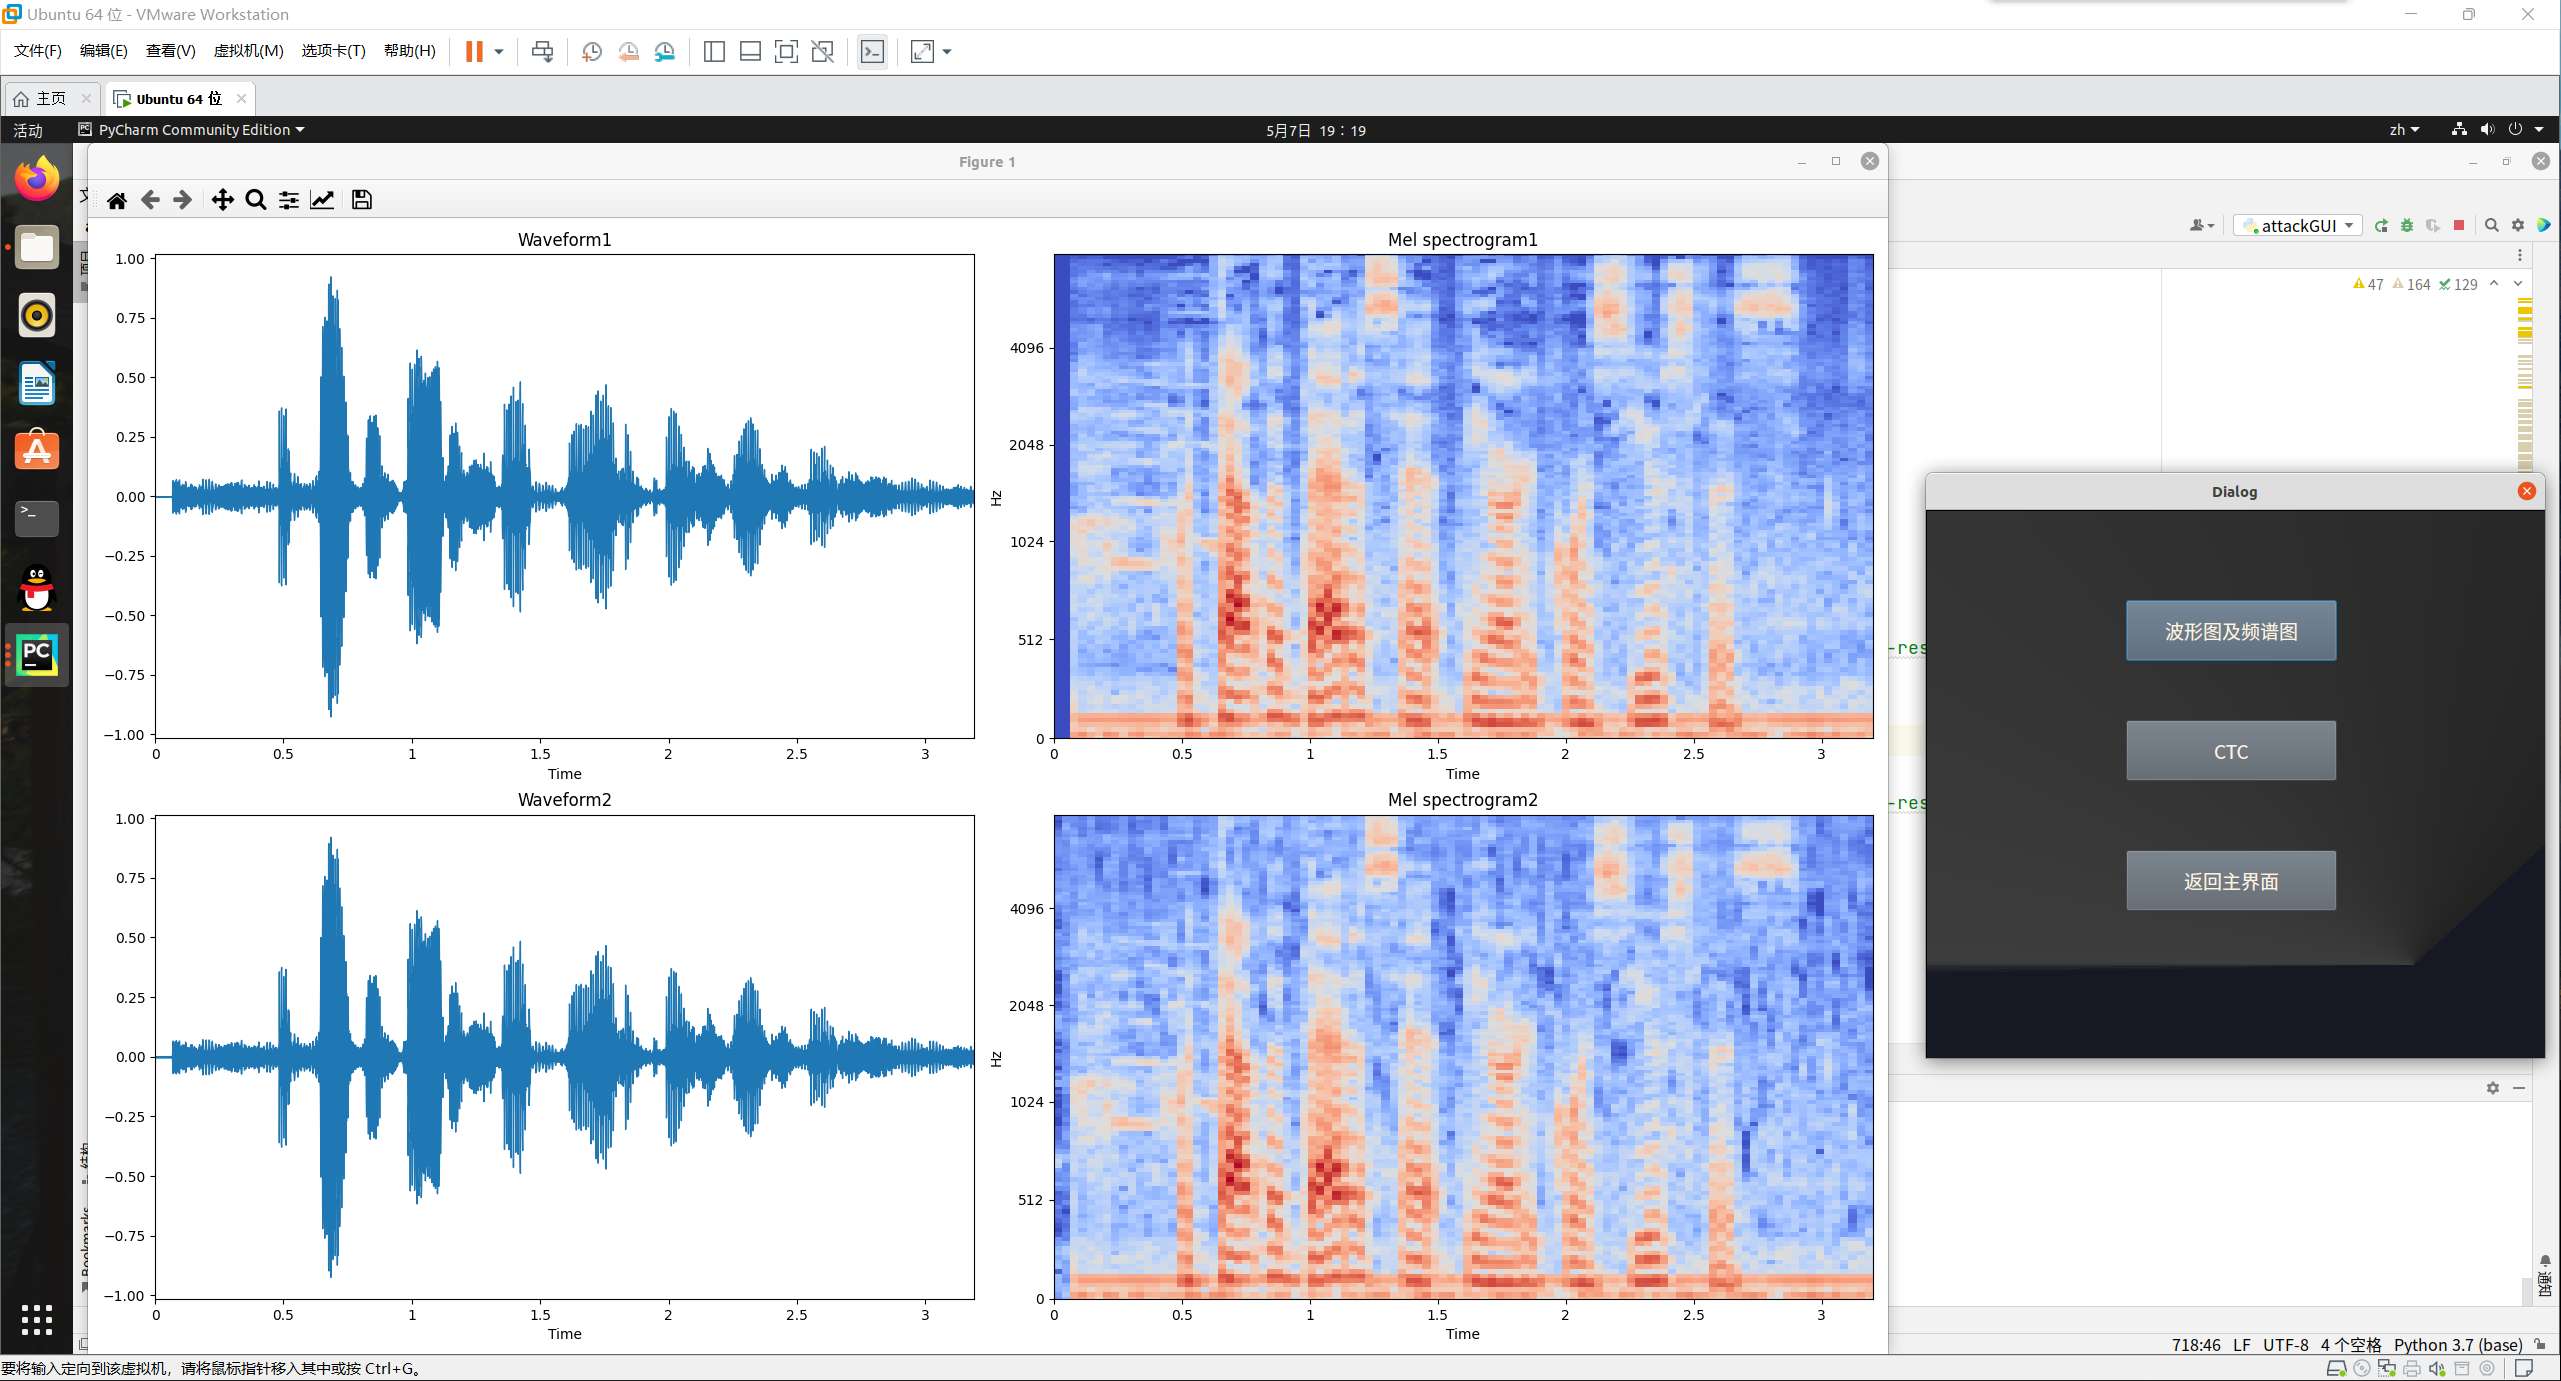 Ubuntu 64 位 - VMware Workstation
文件(F) 编辑(E) 查看(V) 虚拟机(M) 选项卡(T) 帮助(H)
主页 Ubuntu 64 位
活动 PyCharm Community Edition 5月7日 19：19 zh
Figure 1
attackGUI
47 164 129
Waveform1
1.00
0.75
0.50
0.25
0.00
−0.25
−0.50
−0.75
−1.00
0 0.5 1 1.5 2 2.5 3
Time
Mel spectrogram1
Hz
4096
2048
1024
512
0
0 0.5 1 1.5 2 2.5 3
Time
Waveform2
1.00
0.75
0.50
0.25
0.00
−0.25
−0.50
−0.75
−1.00
0 0.5 1 1.5 2 2.5 3
Time
Mel spectrogram2
Hz
4096
2048
1024
512
0
0 0.5 1 1.5 2 2.5 3
Time
-res
-res
Dialog
波形图及频谱图
CTC
返回主界面
PC
Bookmarks
通知
718:46 LF UTF-8 4 个空格 Python 3.7 (base)
要将输入定向到该虚拟机，请将鼠标指针移入其中或按 Ctrl+G。